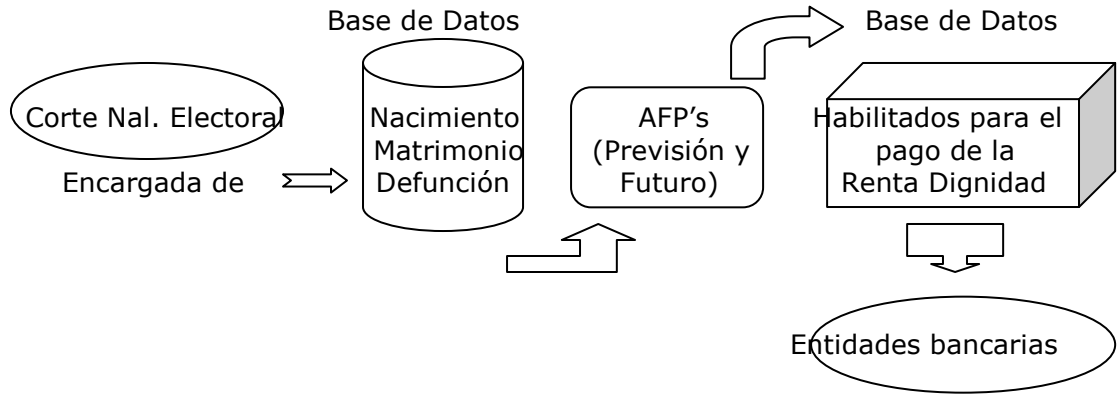 Base de Datos
Corte Nal. Electoral
Encargada de
Nacimiento
Matrimonio
Defunción
AFP’s
(Previsión y
Futuro)
Base de Datos
Habilitados para el
pago de la
Renta Dignidad
Entidades bancarias